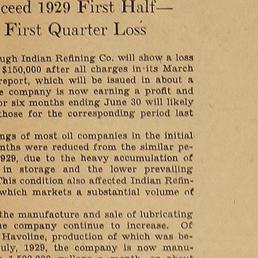 ceed 1929 First Half—
First Quarter Loss
ugh Indian Refining Co. will show a loss
$150,000 after all charges in its March
report, which will be issued in about a
e company is now earning a profit and
or six months ending June 30 will likely
those for the corresponding period last
ngs of most oil companies in the initial
nths were reduced from the similar pe-
929, due to the heavy accumulation of
in storage and the lower prevailing
This condition also affected Indian Refin-
which markets a substantial volume of
the manufacture and sale of lubricating
he company continue to increase. Of
Havoline, production of which was be-
uly, 1929, the company is now manu-